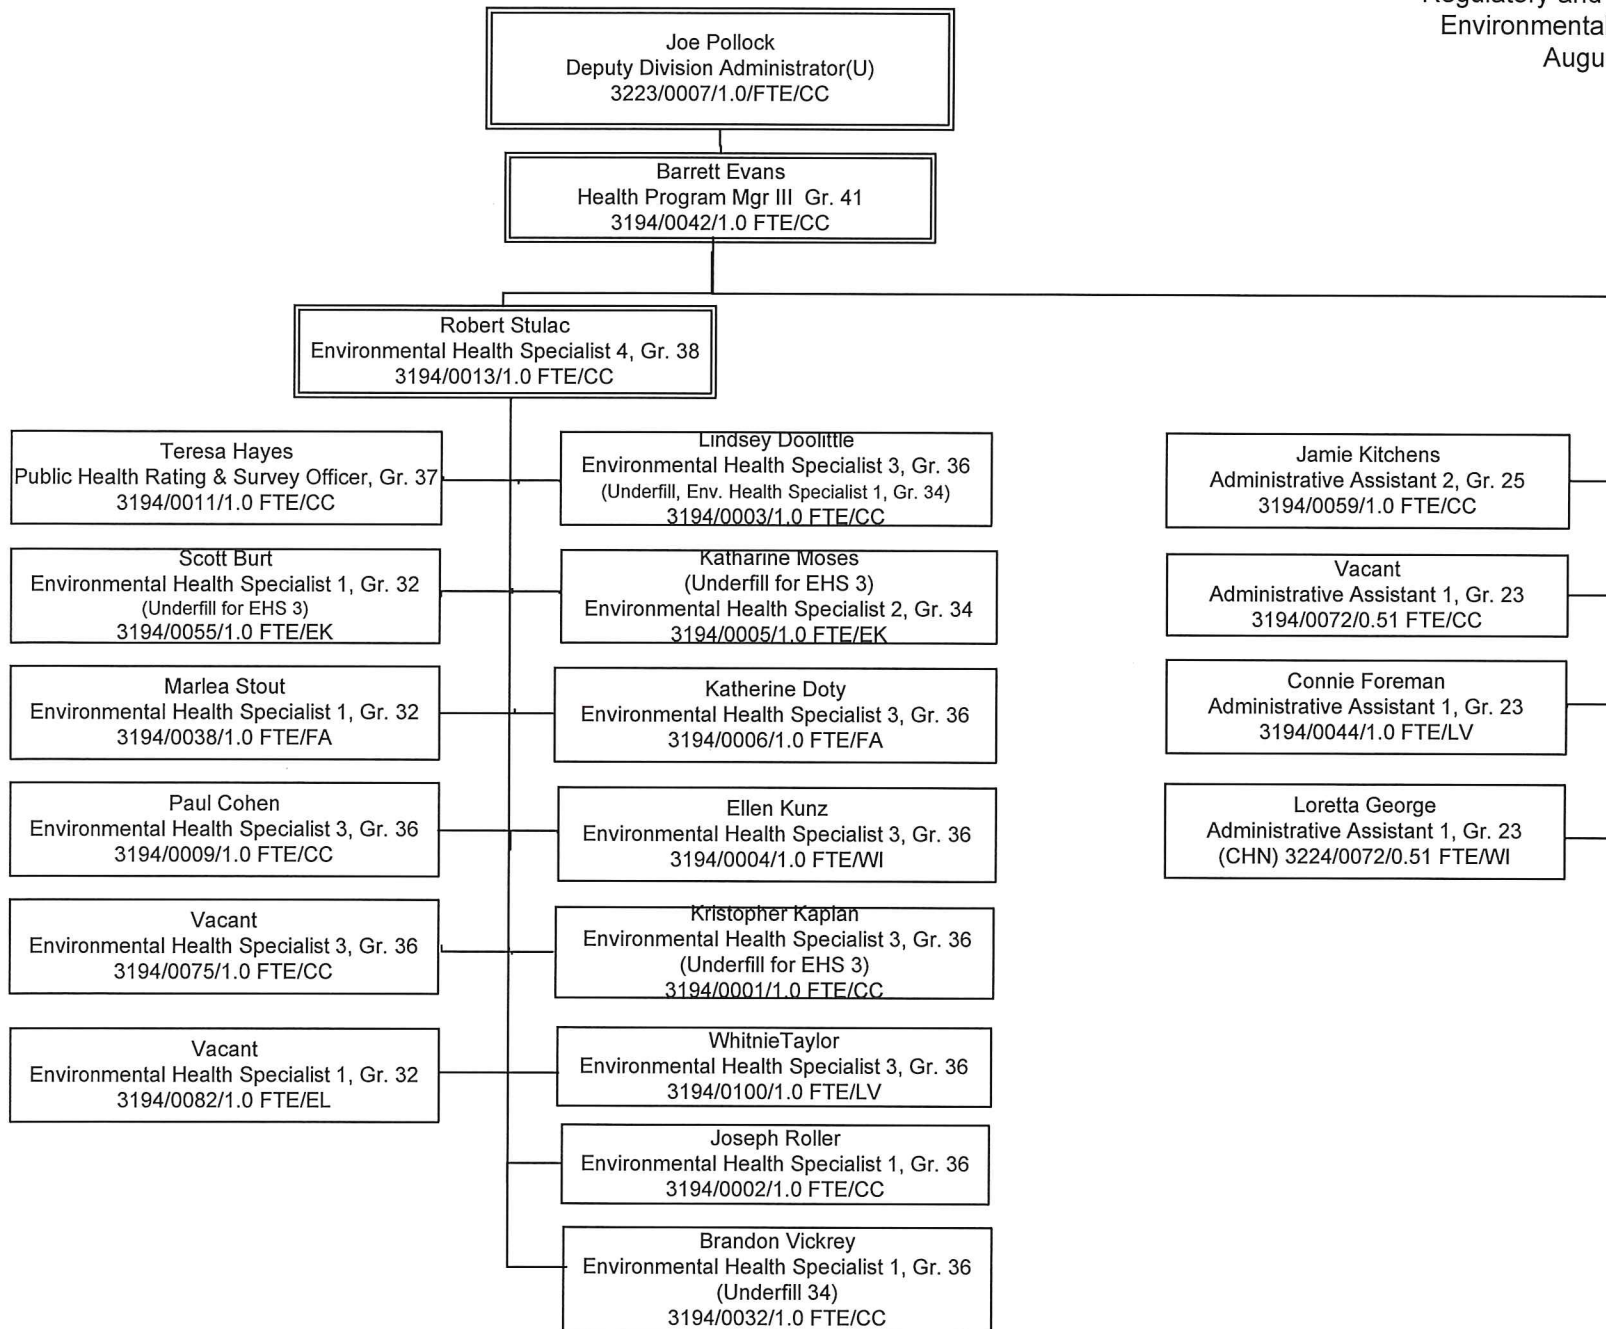 Regulatory and
Environmental
Augu
Joe Pollock
Deputy Division Administrator(U)
3223/0007/1.0/FTE/CC
Barrett Evans
Health Program Mgr III Gr. 41
3194/0042/1.0 FTE/CC
Robert Stulac
Environmental Health Specialist 4, Gr. 38
3194/0013/1.0 FTE/CC
Teresa Hayes
Public Health Rating & Survey Officer, Gr. 37
3194/0011/1.0 FTE/CC
Scott Burt
Environmental Health Specialist 1, Gr. 32
(Underfill for EHS 3)
3194/0055/1.0 FTE/EK
Marlea Stout
Environmental Health Specialist 1, Gr. 32
3194/0038/1.0 FTE/FA
Paul Cohen
Environmental Health Specialist 3, Gr. 36
3194/0009/1.0 FTE/CC
Vacant
Environmental Health Specialist 3, Gr. 36
3194/0075/1.0 FTE/CC
Vacant
Environmental Health Specialist 1, Gr. 32
3194/0082/1.0 FTE/EL
Lindsey Doolittle
Environmental Health Specialist 3, Gr. 36
(Underfill, Env. Health Specialist 1, Gr. 34)
3194/0003/1.0 FTE/CC
Katharine Moses
(Underfill for EHS 3)
Environmental Health Specialist 2, Gr. 34
3194/0005/1.0 FTE/EK
Katherine Doty
Environmental Health Specialist 3, Gr. 36
3194/0006/1.0 FTE/FA
Ellen Kunz
Environmental Health Specialist 3, Gr. 36
3194/0004/1.0 FTE/WI
Kristopher Kaplan
Environmental Health Specialist 3, Gr. 36
(Underfill for EHS 3)
3194/0001/1.0 FTE/CC
WhitnieTaylor
Environmental Health Specialist 3, Gr. 36
3194/0100/1.0 FTE/LV
Joseph Roller
Environmental Health Specialist 1, Gr. 36
3194/0002/1.0 FTE/CC
Brandon Vickrey
Environmental Health Specialist 1, Gr. 36
(Underfill 34)
3194/0032/1.0 FTE/CC
Jamie Kitchens
Administrative Assistant 2, Gr. 25
3194/0059/1.0 FTE/CC
Vacant
Administrative Assistant 1, Gr. 23
3194/0072/0.51 FTE/CC
Connie Foreman
Administrative Assistant 1, Gr. 23
3194/0044/1.0 FTE/LV
Loretta George
Administrative Assistant 1, Gr. 23
(CHN) 3224/0072/0.51 FTE/WI